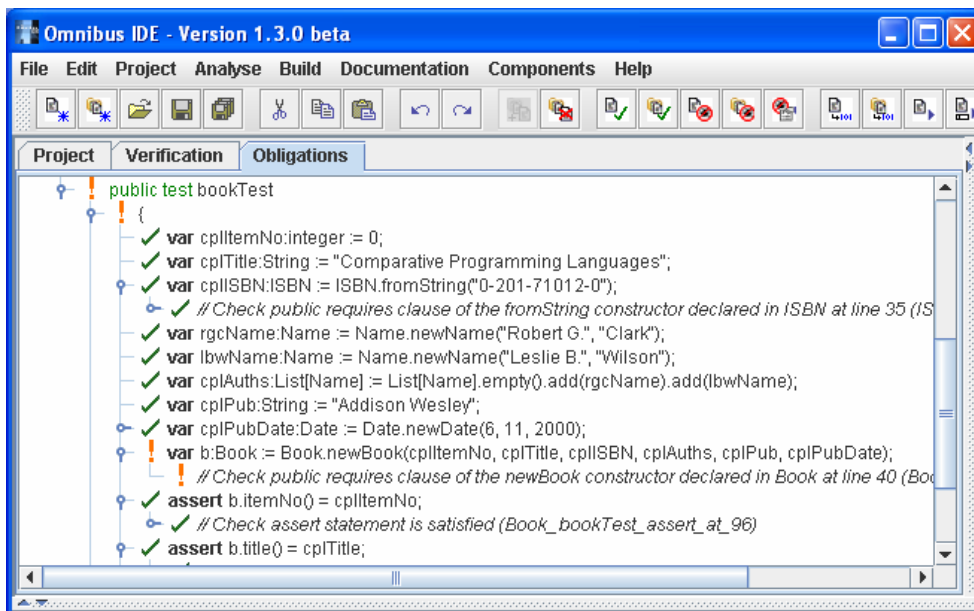 Omnibus IDE - Version 1.3.0 beta
File Edit Project Analyse Build Documentation Components Help
Project Verification Obligations
public test bookTest
{
var cplItemNo:integer := 0;
var cplTitle:String := "Comparative Programming Languages";
var cplISBN:ISBN := ISBN.fromString("0-201-71012-0");
// Check public requires clause of the fromString constructor declared in ISBN at line 35 (IS
var rgcName:Name := Name.newName("Robert G.", "Clark");
var lbwName:Name := Name.newName("Leslie B.", "Wilson");
var cplAuths:List[Name] := List[Name].empty().add(rgcName).add(lbwName);
var cplPub:String := "Addison Wesley";
var cplPubDate:Date := Date.newDate(6, 11, 2000);
var b:Book := Book.newBook(cplItemNo, cplTitle, cplISBN, cplAuths, cplPub, cplPubDate);
// Check public requires clause of the newBook constructor declared in Book at line 40 (Boo
assert b.itemNo() = cplItemNo;
// Check assert statement is satisfied (Book_bookTest_assert_at_96)
assert b.title() = cplTitle;